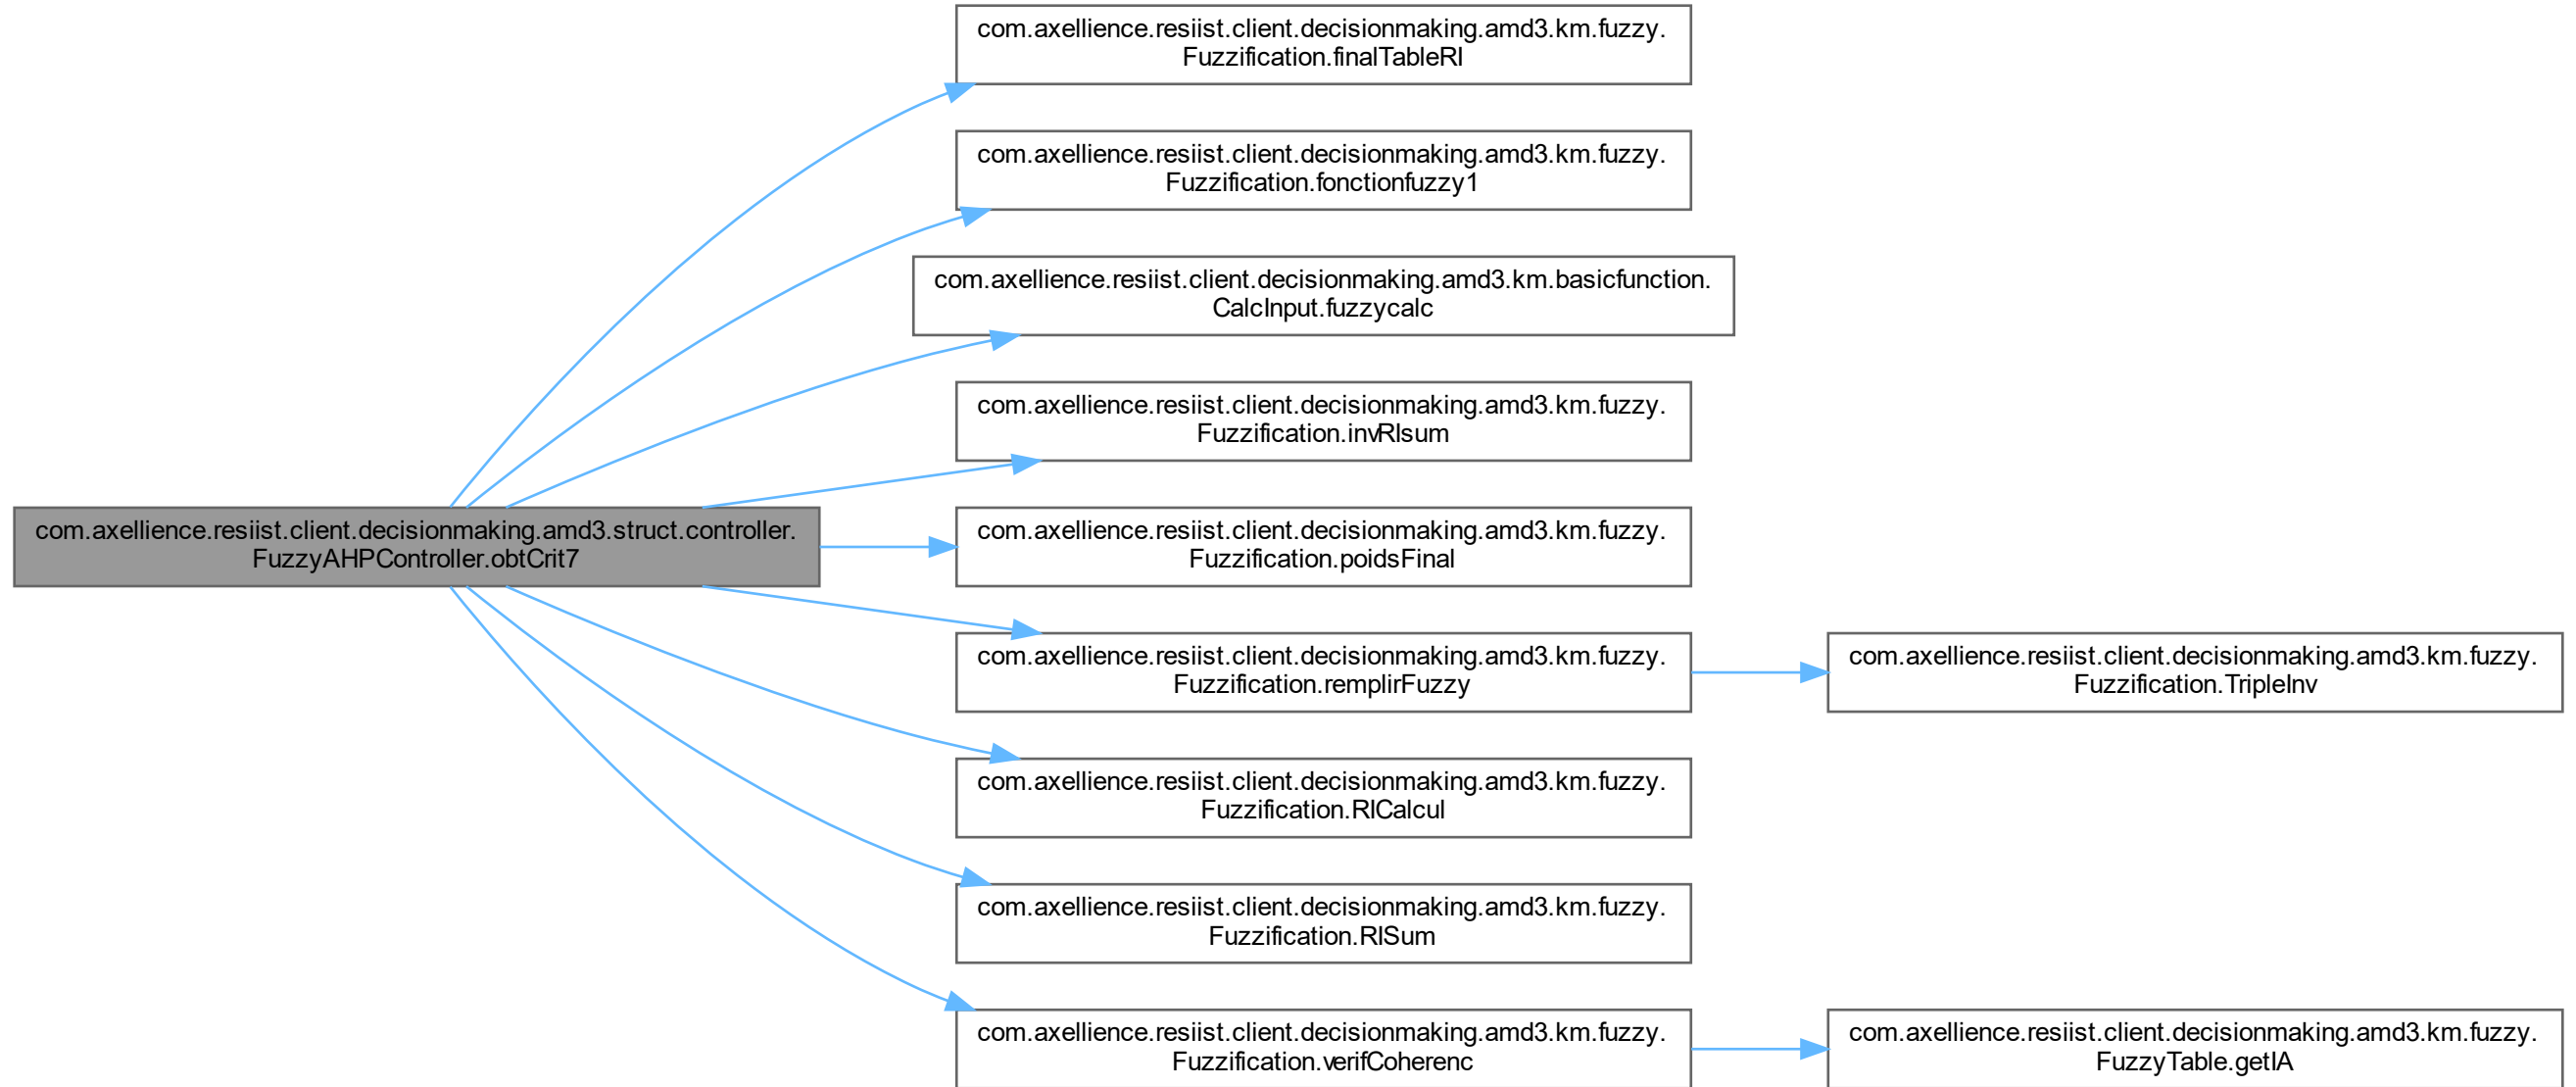 com.axellience.resiist.client.decisionmaking.amd3.struct.controller.
FuzzyAHPController.obtCrit7
com.axellience.resiist.client.decisionmaking.amd3.km.fuzzy.
Fuzzification.finalTableRI
com.axellience.resiist.client.decisionmaking.amd3.km.fuzzy.
Fuzzification.fonctionfuzzy1
com.axellience.resiist.client.decisionmaking.amd3.km.basicfunction.
CalcInput.fuzzycalc
com.axellience.resiist.client.decisionmaking.amd3.km.fuzzy.
Fuzzification.invRIsum
com.axellience.resiist.client.decisionmaking.amd3.km.fuzzy.
Fuzzification.poidsFinal
com.axellience.resiist.client.decisionmaking.amd3.km.fuzzy.
Fuzzification.remplirFuzzy
com.axellience.resiist.client.decisionmaking.amd3.km.fuzzy.
Fuzzification.TripleInv
com.axellience.resiist.client.decisionmaking.amd3.km.fuzzy.
Fuzzification.RICalcul
com.axellience.resiist.client.decisionmaking.amd3.km.fuzzy.
Fuzzification.RISum
com.axellience.resiist.client.decisionmaking.amd3.km.fuzzy.
Fuzzification.verifCoherenc
com.axellience.resiist.client.decisionmaking.amd3.km.fuzzy.
FuzzyTable.getIA